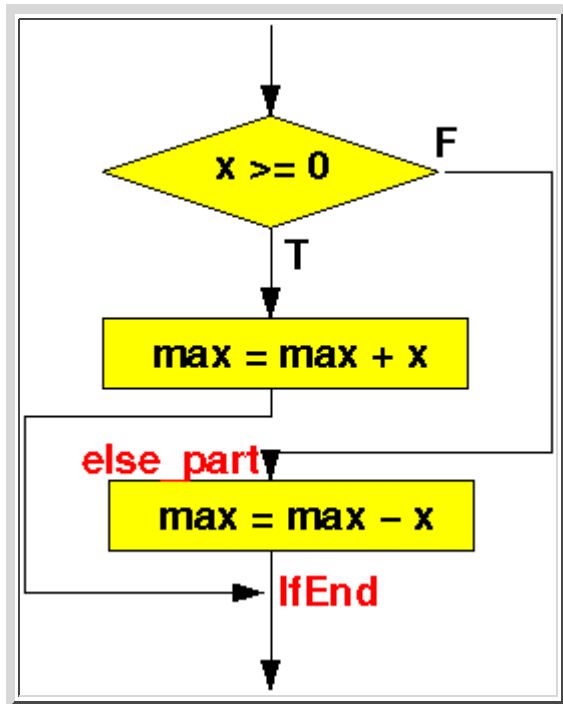 x >= 0
F
T
max = max + x
else_part
max = max − x
IfEnd